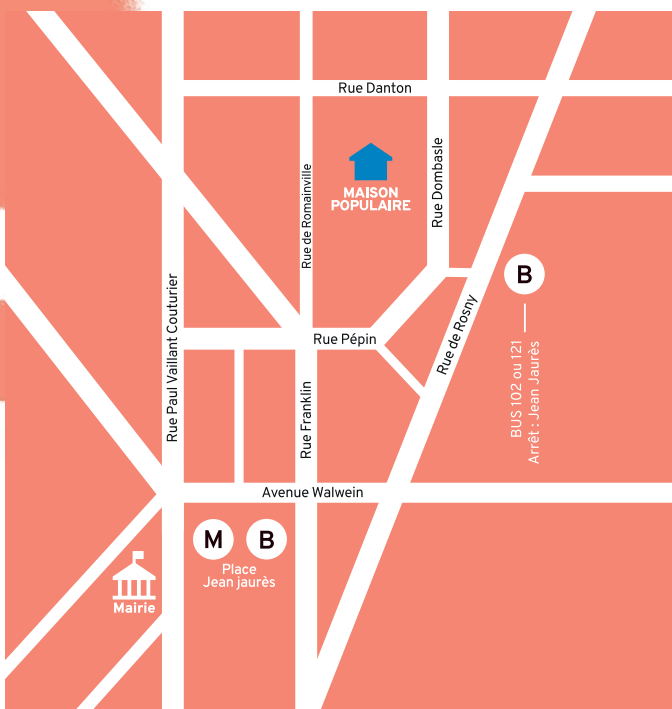 Rue Danton
Rue de Romainville
MAISON
POPULAIRE
Rue Dombasle
B
BUS 102 ou 121
Arrêt : Jean Jaurès
Rue Paul Vaillant Couturier
Rue Pépin
Rue de Rosny
Rue Franklin
Avenue Walwein
M
B
Place
Jean jaurès
Mairie